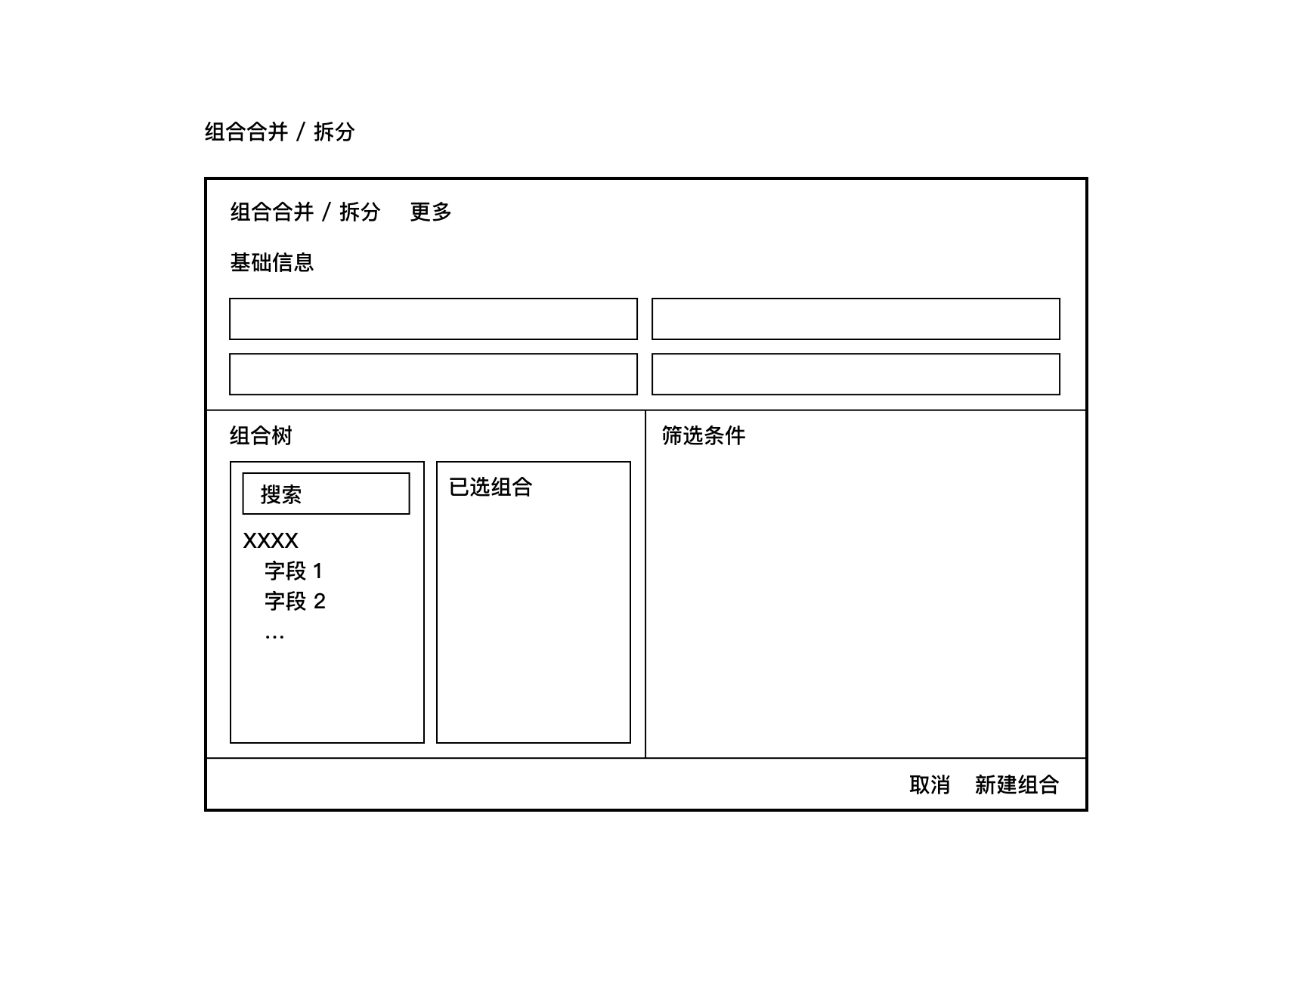 组合合并 / 拆分
组合合并 / 拆分 更多
基础信息
组合树
搜索
XXXX
字段 1
字段 2
...
已选组合
筛选条件
取消 新建组合